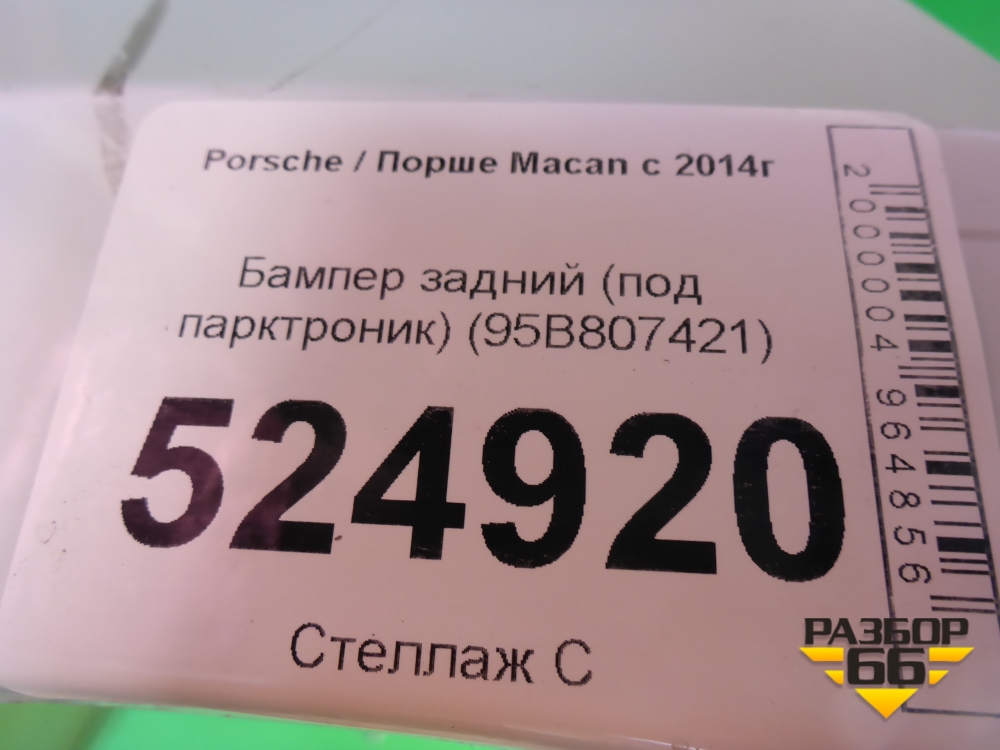 Porsche / Порше Macan с 2014г
Бампер задний (под
парктроник) (95B807421)
524920
Стеллаж С
2000004964856
РАЗБОР
66